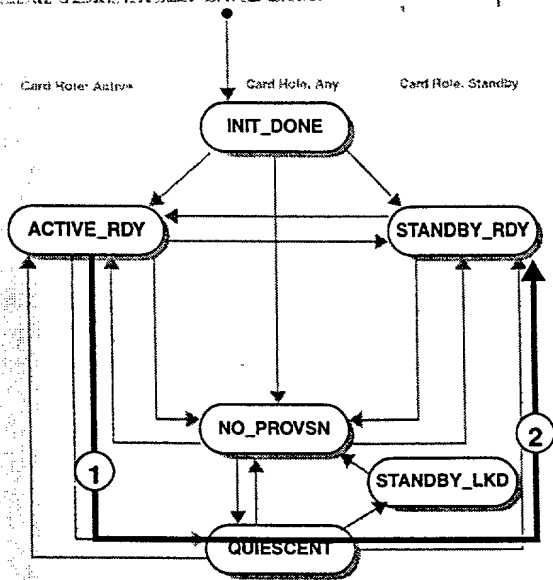 Card Role: Active
Card Role, Any
Card Role, Standby
INIT_DONE
ACTIVE_RDY
STANDBY_RDY
NO_PROVSN
1
2
STANDBY_LKD
QUIESCENT